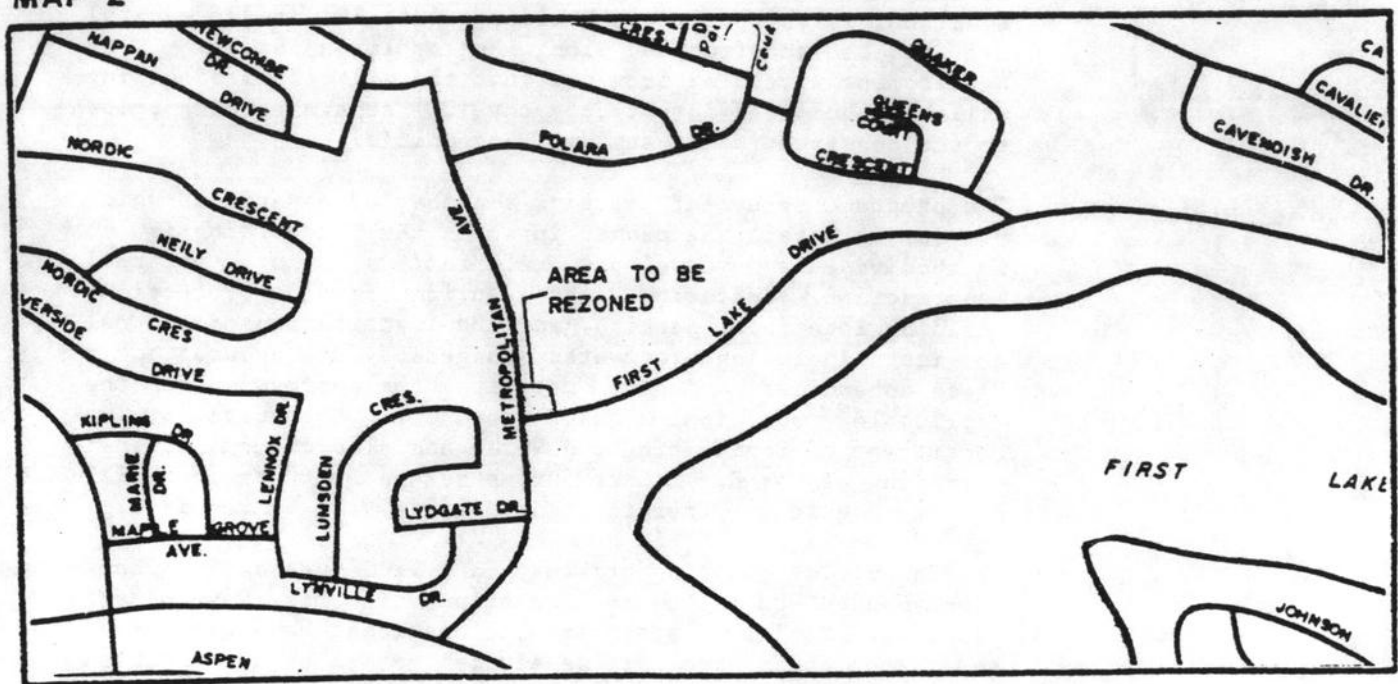 MAP 2
NAPPAN DRIVE
NEWCOMBE DR
CRES.
POLARA DR.
QUAKER CRESCENT
QUEENS COURT
CAVALIER
CAVENDISH DR.
NORDIC CRESCENT
NEILY DRIVE
NORDIC CRES
VERSIDE DRIVE
METROPOLITAN AVE
AREA TO BE
REZONED
FIRST LAKE DRIVE
KIPLING DR
MARIE DR.
MAPLE GROVE AVE.
LENNOX DR.
LUMSDEN CRES.
LYDGATE DR.
LYNVILLE DR.
ASPEN
FIRST LAKE
JOHNSON